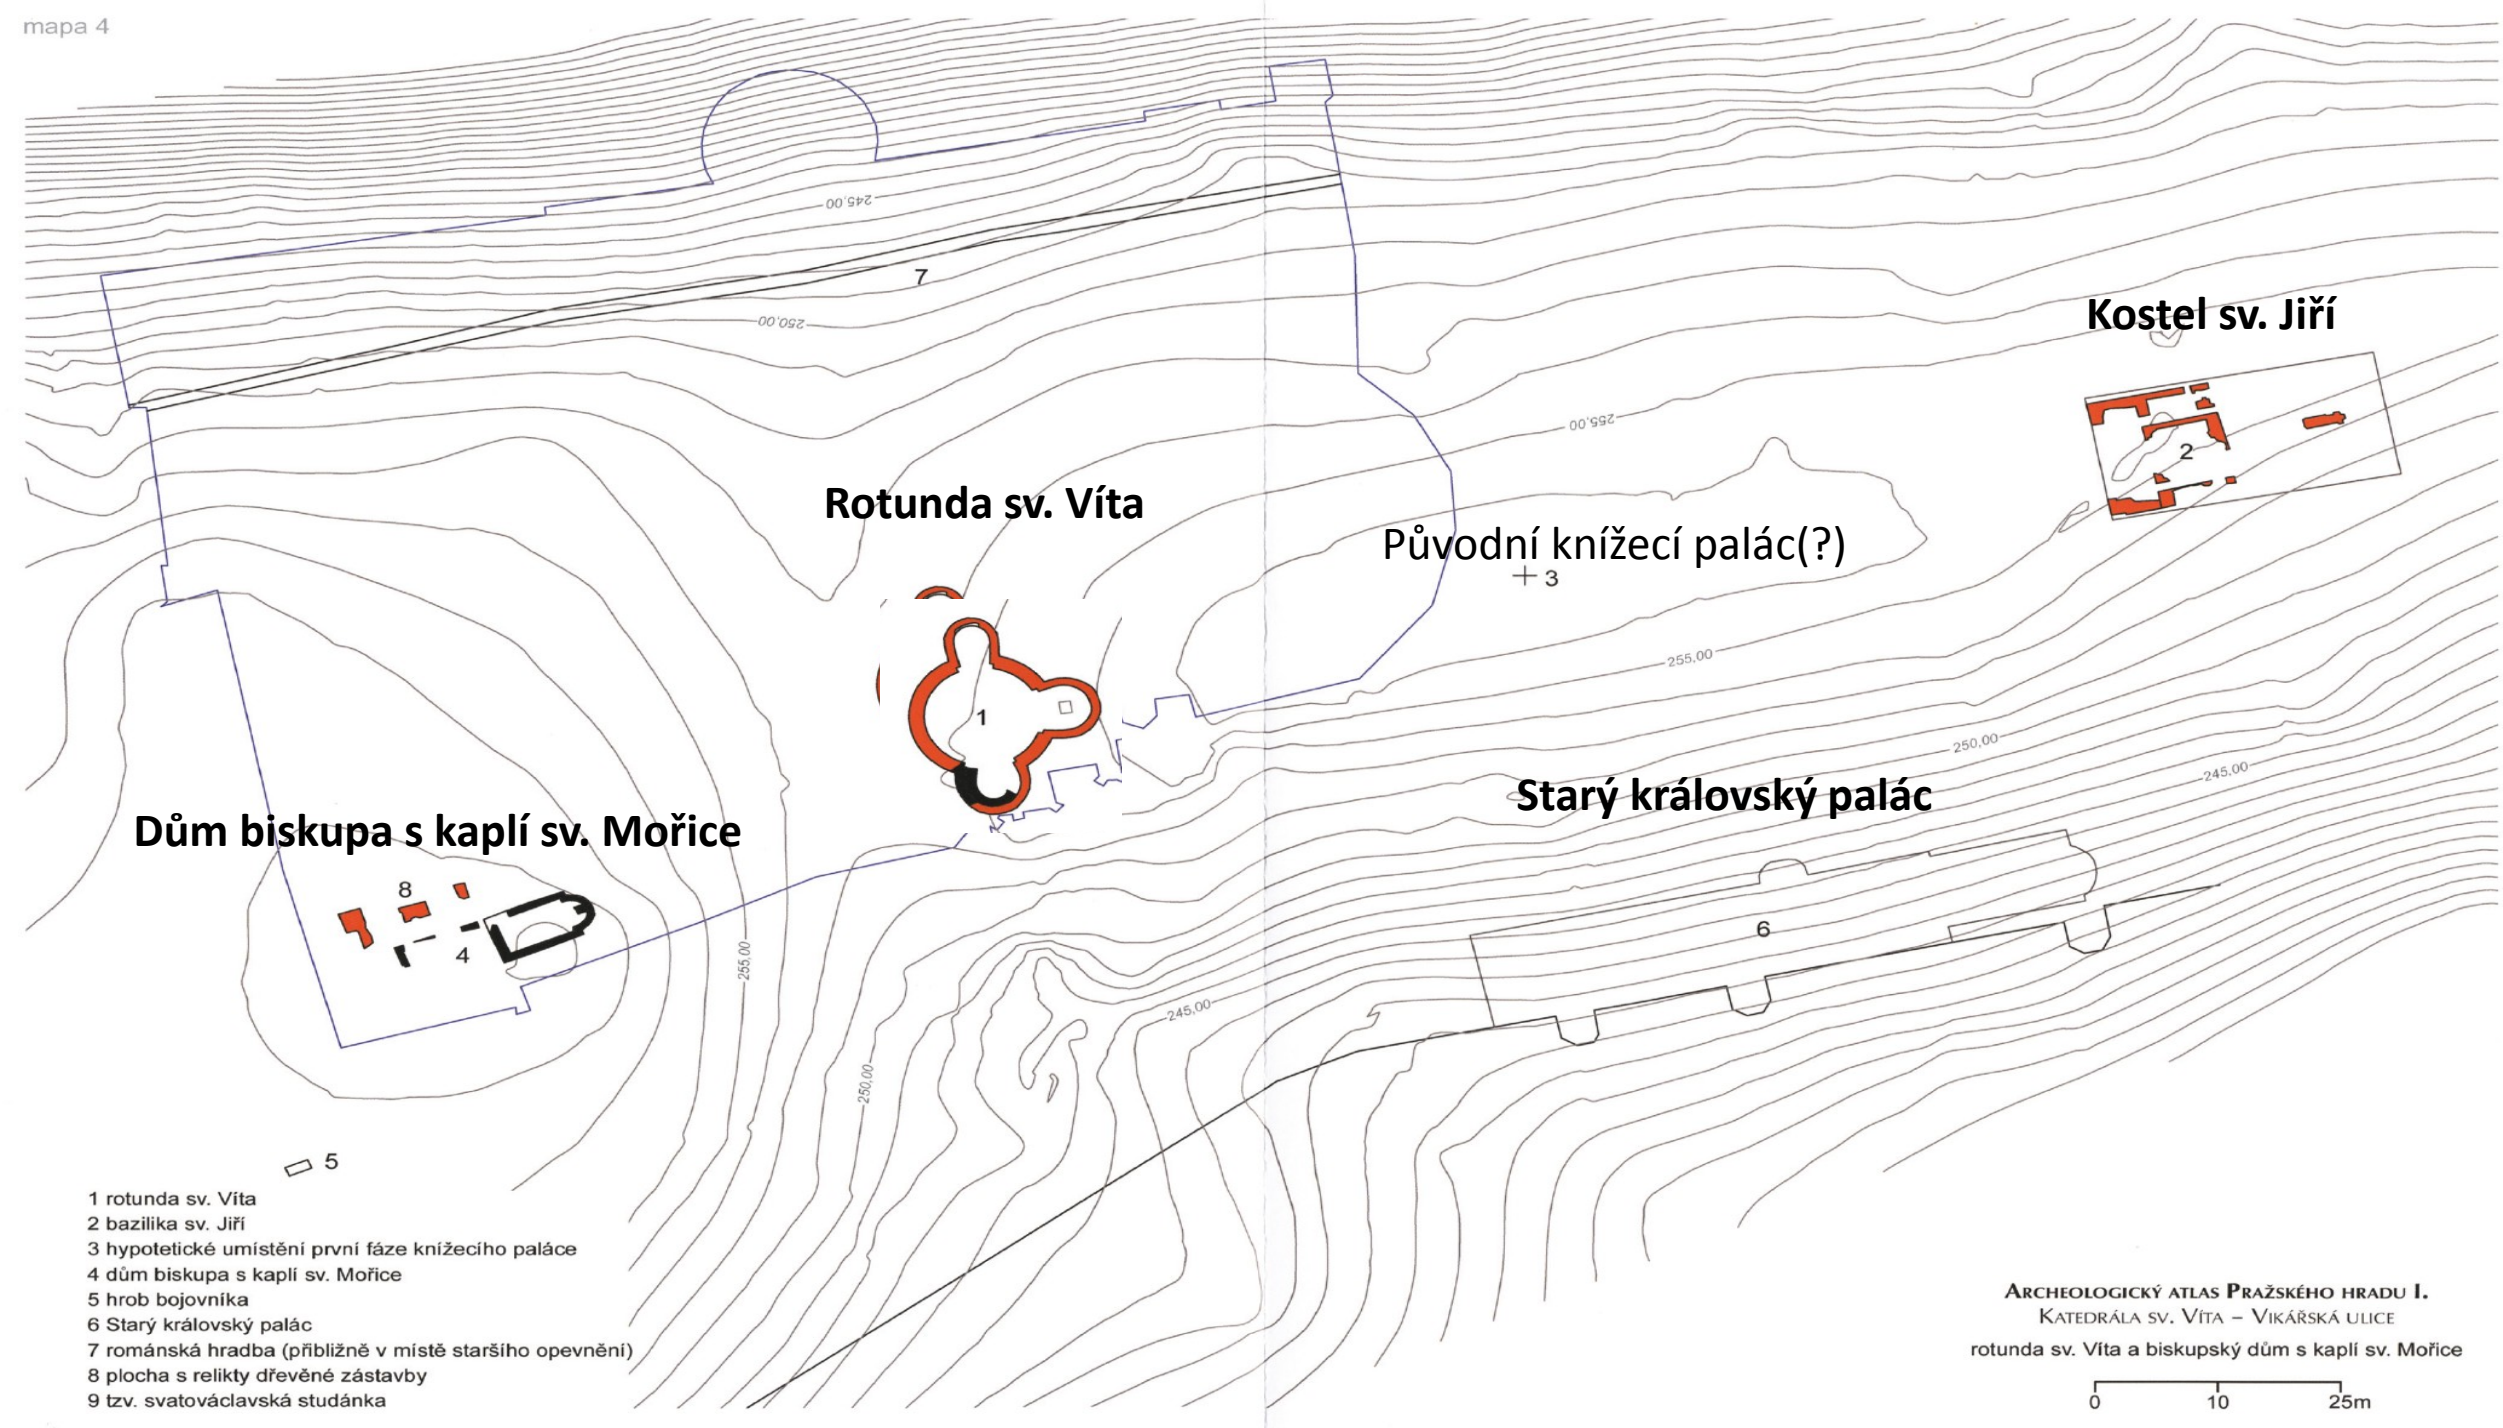 mapa 4
245,00
7
250,00
Kostel sv. Jiří
255,00
2
Rotunda sv. Víta
Původní knížecí palác(?)
3
255,00
1
250,00
245,00
Starý královský palác
Dům biskupa s kaplí sv. Mořice
8
4
6
255,00
245,00
250,00
5
1 rotunda sv. Víta
2 bazilika sv. Jiří
3 hypotetické umístění první fáze knížecího paláce
4 dům biskupa s kaplí sv. Mořice
5 hrob bojovníka
6 Starý královský palác
7 románská hradba (přibližně v místě staršího opevnění)
8 plocha s relikty dřevěné zástavby
9 tzv. svatováclavská studánka
ARCHEOLOGICKÝ ATLAS PRAŽSKÉHO HRADU I.
KATEDRÁLA SV. VÍTA – VIKÁŘSKÁ ULICE
rotunda sv. Víta a biskupský dům s kaplí sv. Mořice
0 10 25m